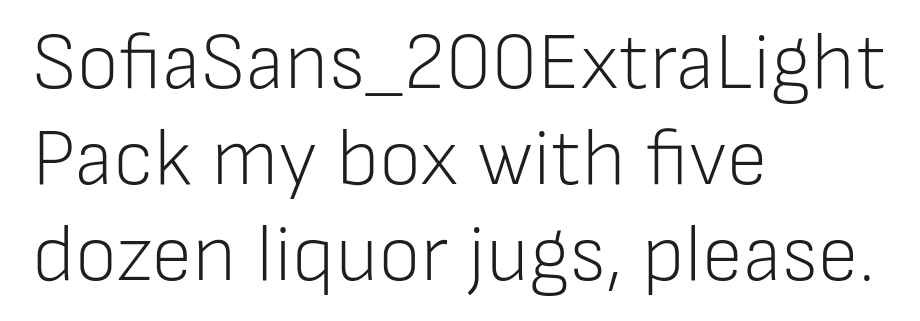 SofiaSans_200ExtraLight
Pack my box with five
dozen liquor jugs, please.